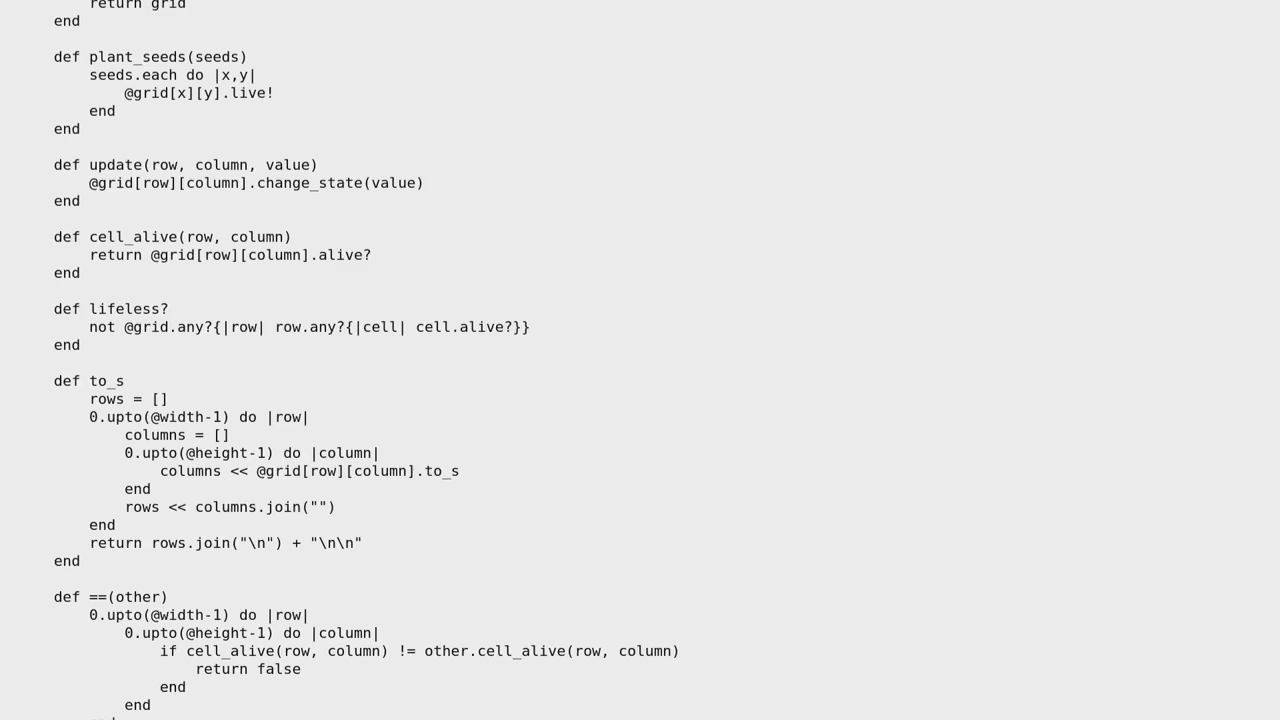 return grid
end
def plant_seeds(seeds)
seeds.each do |x,y|
@grid[x][y].live!
end
end
def update(row, column, value)
@grid[row][column].change_state(value)
end
def cell_alive(row, column)
return @grid[row][column].alive?
end
def lifeless?
not @grid.any?{|row| row.any?{|cell| cell.alive?}}
end
def to_s
rows = []
0.upto(@width-1) do |row|
columns = []
0.upto(@height-1) do |column|
columns << @grid[row][column].to_s
end
rows << columns.join("")
end
return rows.join("\n") + "\n\n"
end
def ==(other)
0.upto(@width-1) do |row|
0.upto(@height-1) do |column|
if cell_alive(row, column) != other.cell_alive(row, column)
return false
end
end